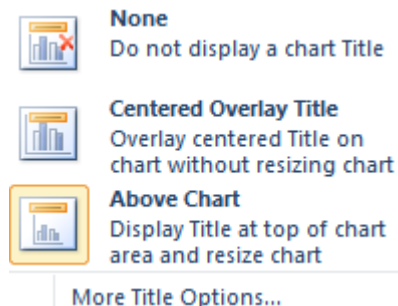 None
Do not display a chart Title
Centered Overlay Title
Overlay centered Title on
chart without resizing chart
Above Chart
Display Title at top of chart
area and resize chart
More Title Options...